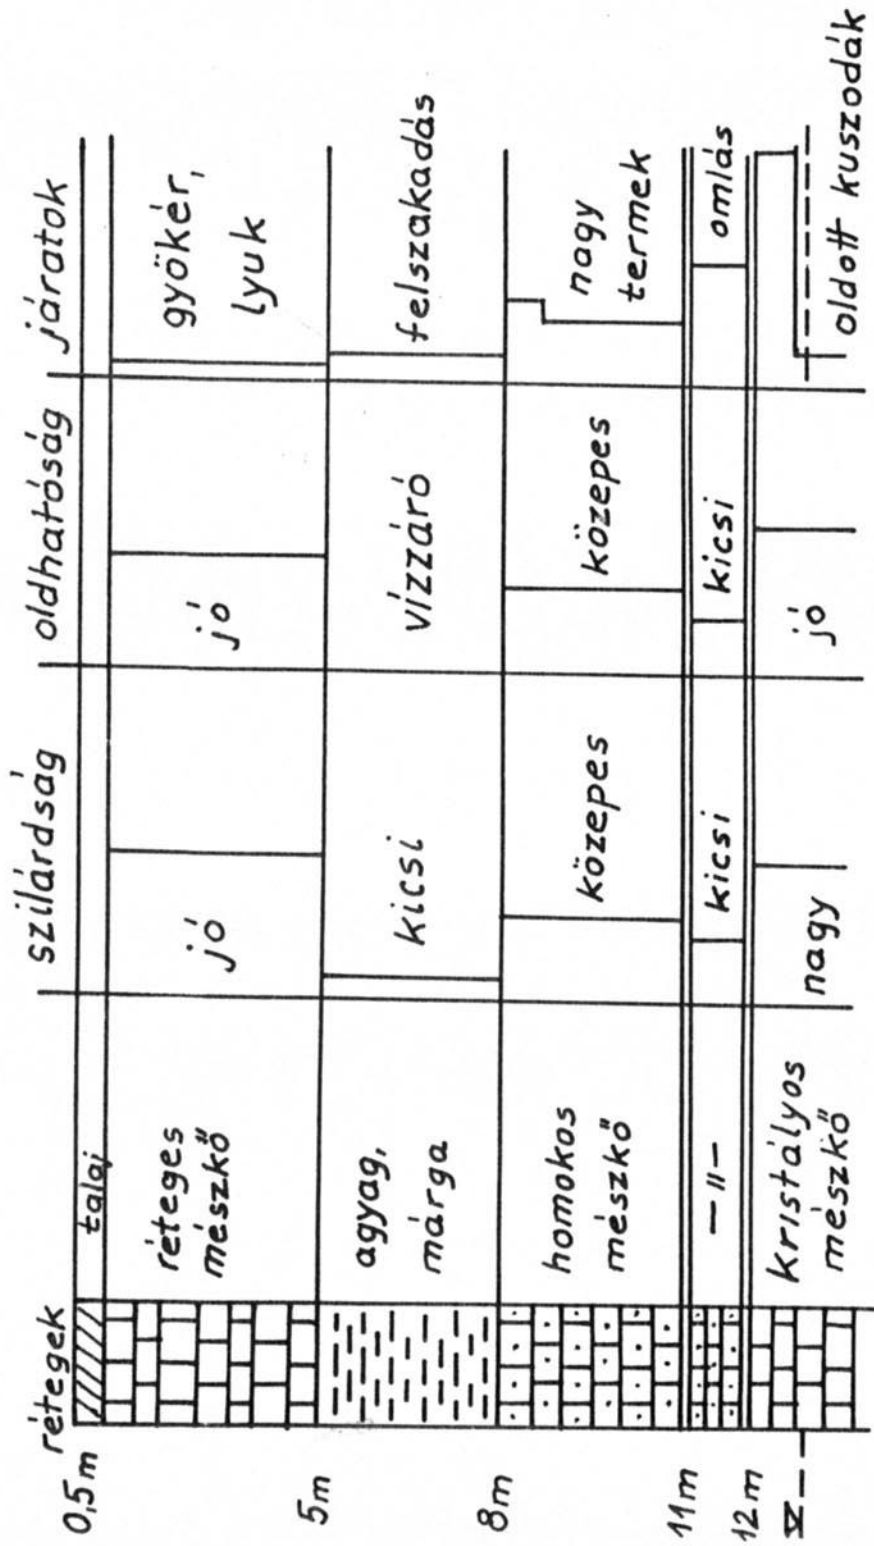 rétegek
szilárdság
oldhatóság
járatok
0,5m
talaj
réteges
mészkő
jó
jó
gyökér,
lyuk
5m
agyag,
márga
kicsi
vízzáró
felszakadás
8m
homokos
mészkő
közepes
közepes
nagy
termek
11m
— 11 —
kicsi
kicsi
omlás
12m
kristályos
mészkő
nagy
jó
oldott kuszodák